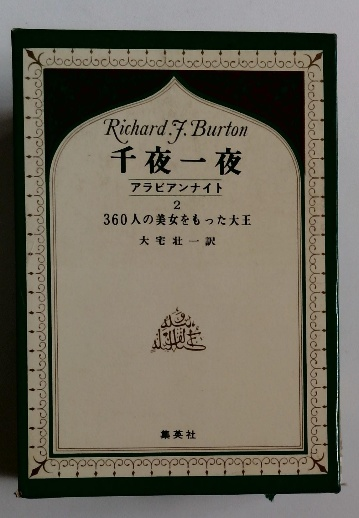 Richard F. Burton
千夜一夜
アラビアンナイト
2
360人の美女をもった大王
大宅壮一訳
集英社